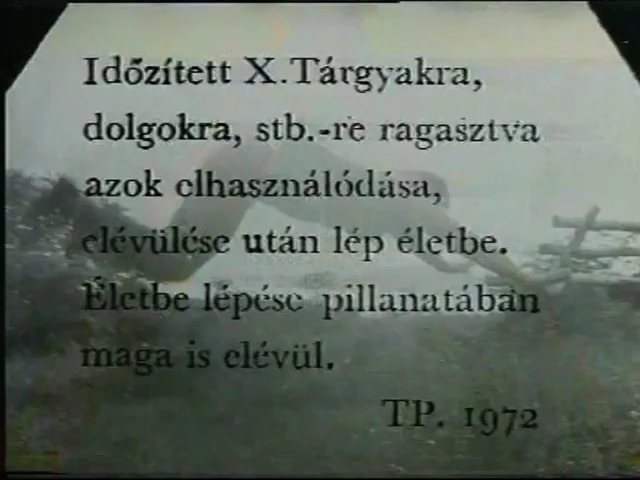 Időzített X.Tárgyakra,
dolgokra, stb.-re ragasztva
azok elhasználódása,
elévülése után lép életbe.
Életbe lépése pillanatában
maga is elévül.
TP. 1972